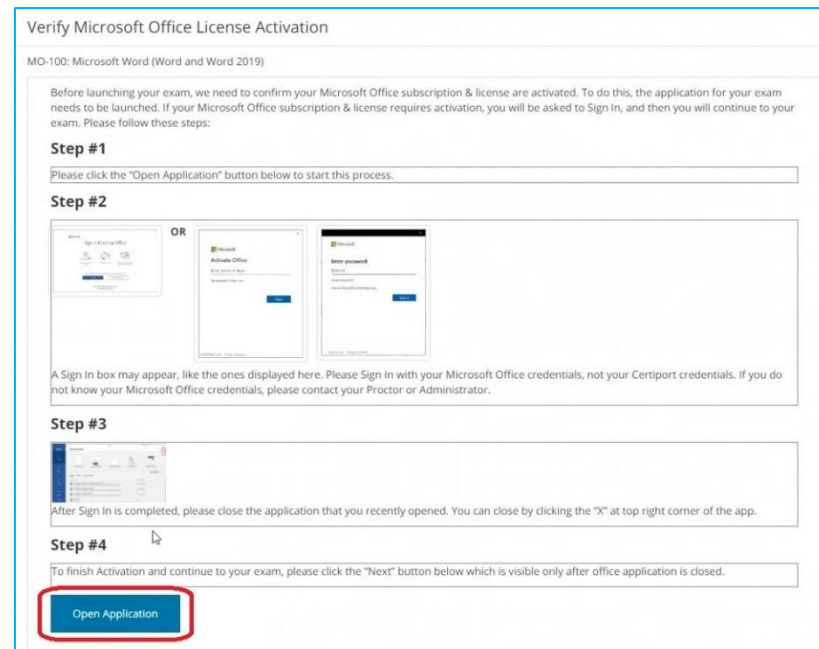 Verify Microsoft Office License Activation
MO-100: Microsoft Word (Word and Word 2019)
Before launching your exam, we need to confirm your Microsoft Office subscription & license are activated. To do this, the application for your exam
needs to be launched. If your Microsoft Office subscription & license requires activation, you will be asked to Sign In, and then you will continue to your
exam. Please follow these steps:
Step #1
Please click the "Open Application" button below to start this process.
Step #2
OR
Microsoft
Activate Office
Microsoft
Enter password
Sign in
A Sign In box may appear, like the ones displayed here. Please Sign In with your Microsoft Office credentials, not your Certiport credentials. If you do
not know your Microsoft Office credentials, please contact your Proctor or Administrator.
Step #3
After Sign In is completed, please close the application that you recently opened. You can close by clicking the "X" at top right corner of the app.
Step #4
To finish Activation and continue to your exam, please click the "Next" button below which is visible only after office application is closed.
Open Application